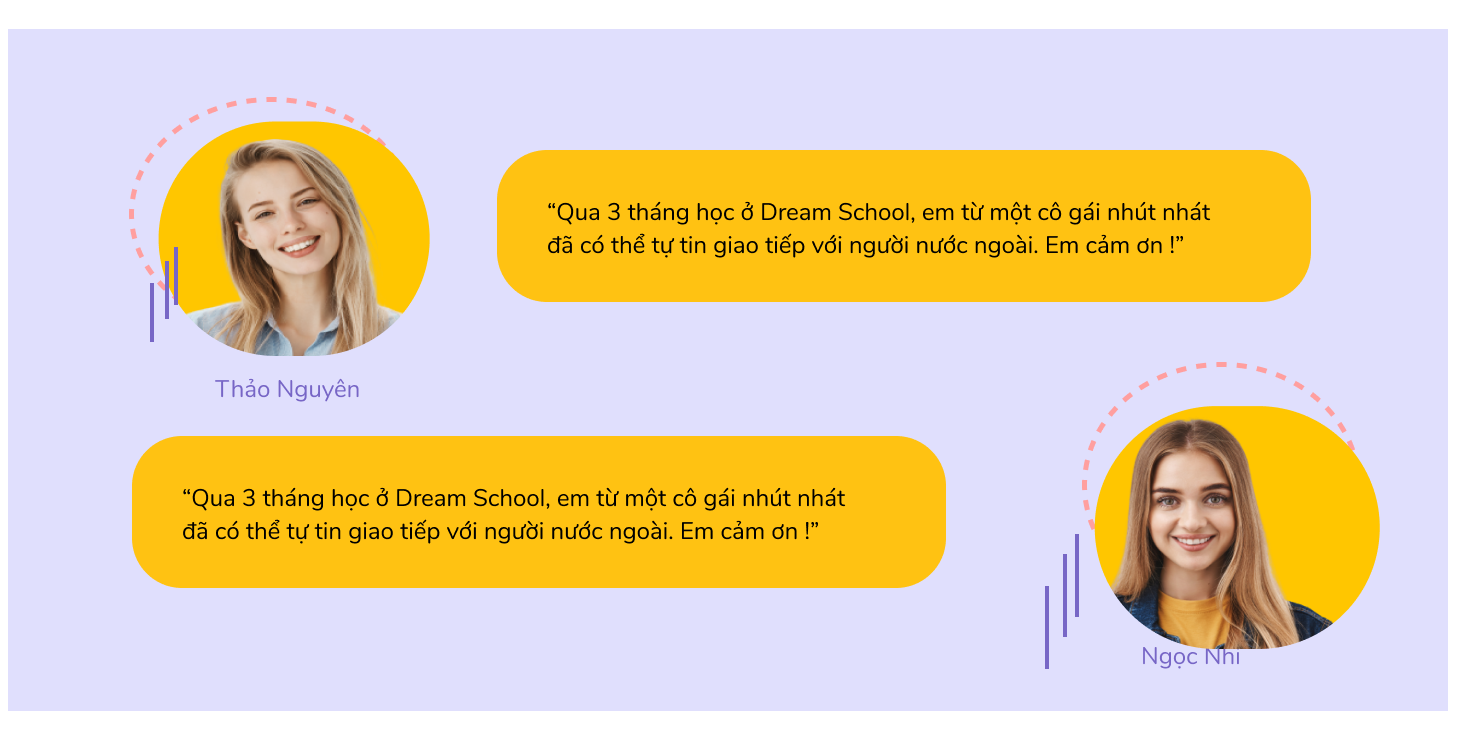 “Qua 3 tháng học ở Dream School, em từ một cô gái nhút nhát
đã có thể tự tin giao tiếp với người nước ngoài. Em cảm ơn !”
Thảo Nguyên
“Qua 3 tháng học ở Dream School, em từ một cô gái nhút nhát
đã có thể tự tin giao tiếp với người nước ngoài. Em cảm ơn !”
Ngọc Nhi